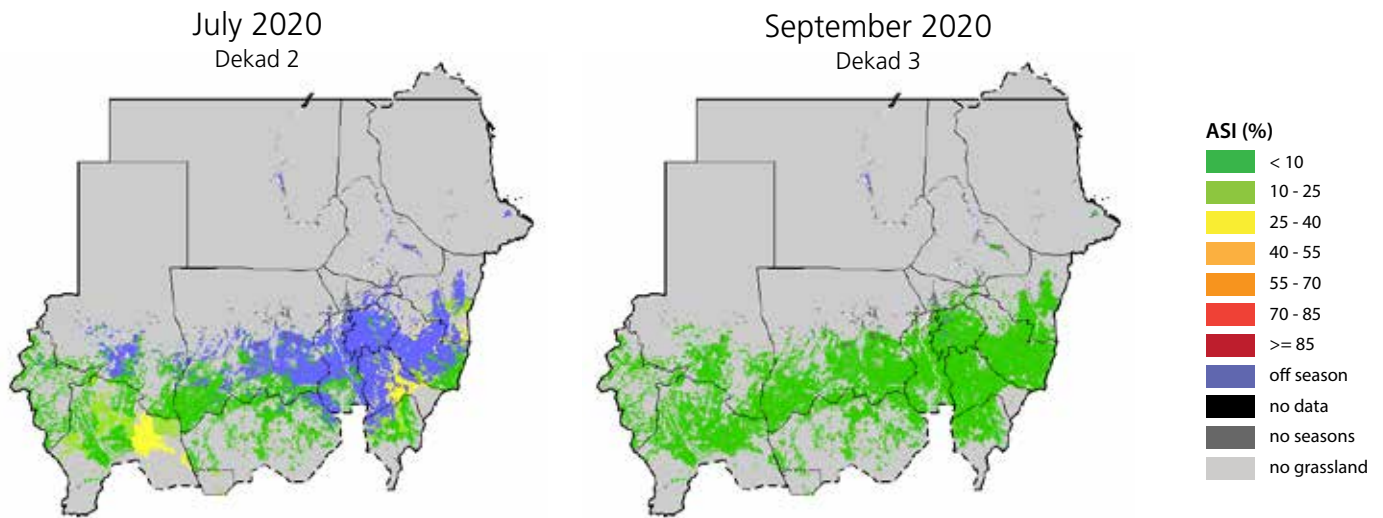 July 2020
Dekad 2
September 2020
Dekad 3
ASI (%)
< 10
10 - 25
25 - 40
40 - 55
55 - 70
70 - 85
>= 85
off season
no data
no seasons
no grassland